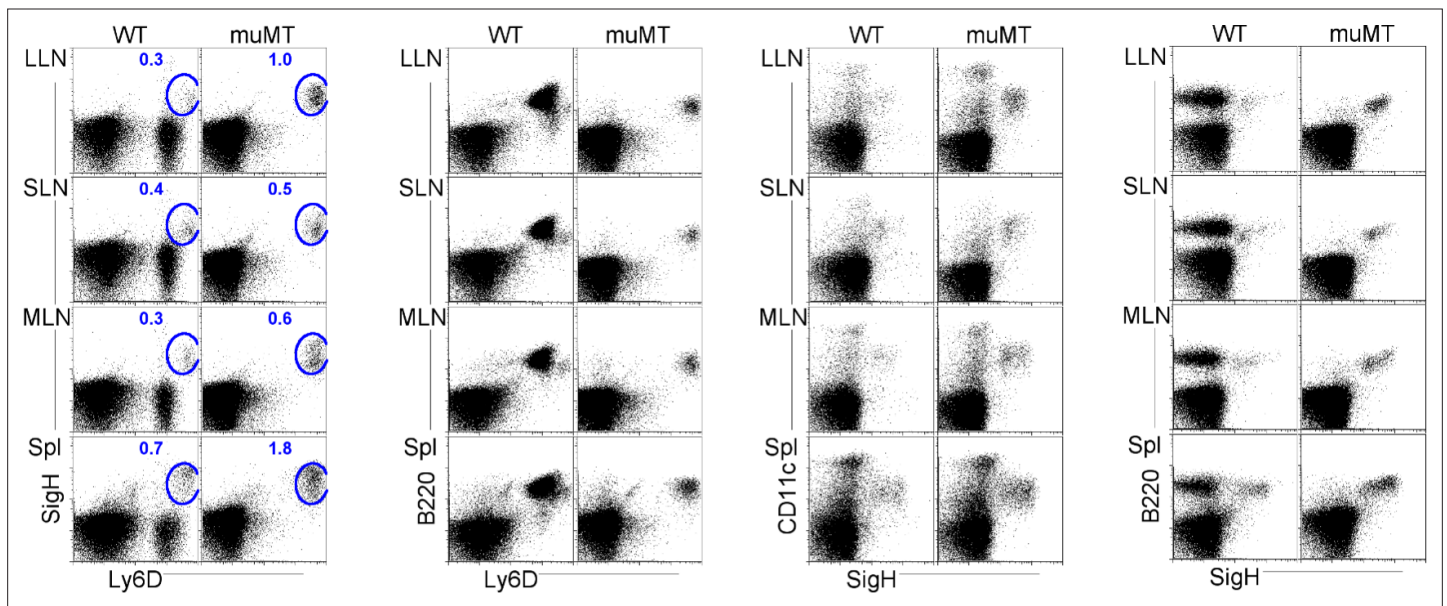 WT muMT WT muMT WT muMT WT muMT
LLN 0.3 1.0 LLN LLN LLN
SLN 0.4 0.5 SLN SLN SLN
MLN 0.3 0.6 MLN MLN MLN
Spl 0.7 1.8 Spl Spl Spl
SigH B220 CD11c B220
Ly6D Ly6D SigH SigH